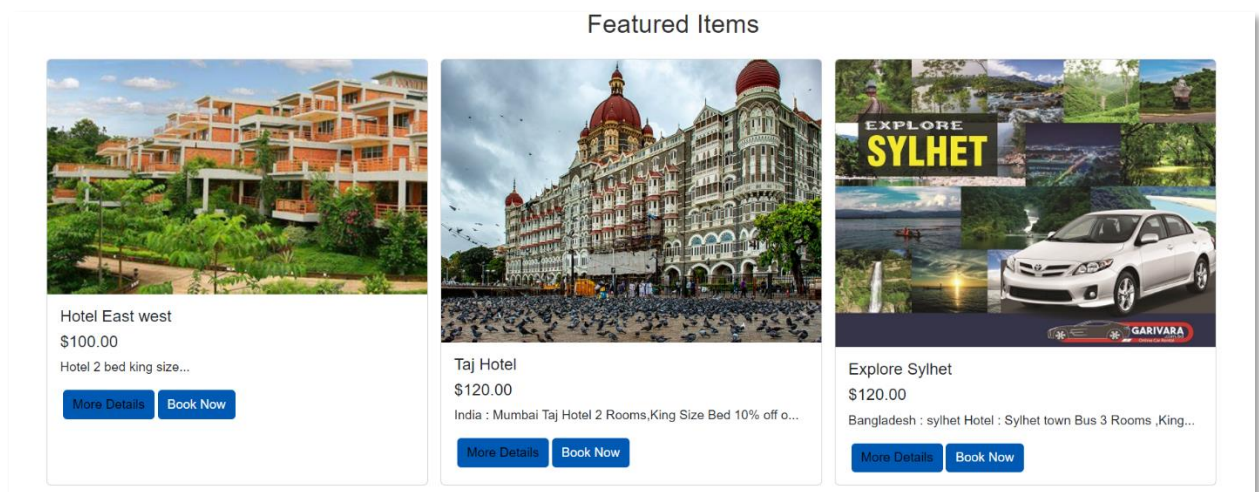 Featured Items
Hotel East west
$100.00
Hotel 2 bed king size...
More Details
Book Now
Taj Hotel
$120.00
India : Mumbai Taj Hotel 2 Rooms,King Size Bed 10% off o...
More Details
Book Now
EXPLORE
SYLHET
GARIVARA
Explore Sylhet
$120.00
Bangladesh : sylhet Hotel : Sylhet town Bus 3 Rooms ,King...
More Details
Book Now